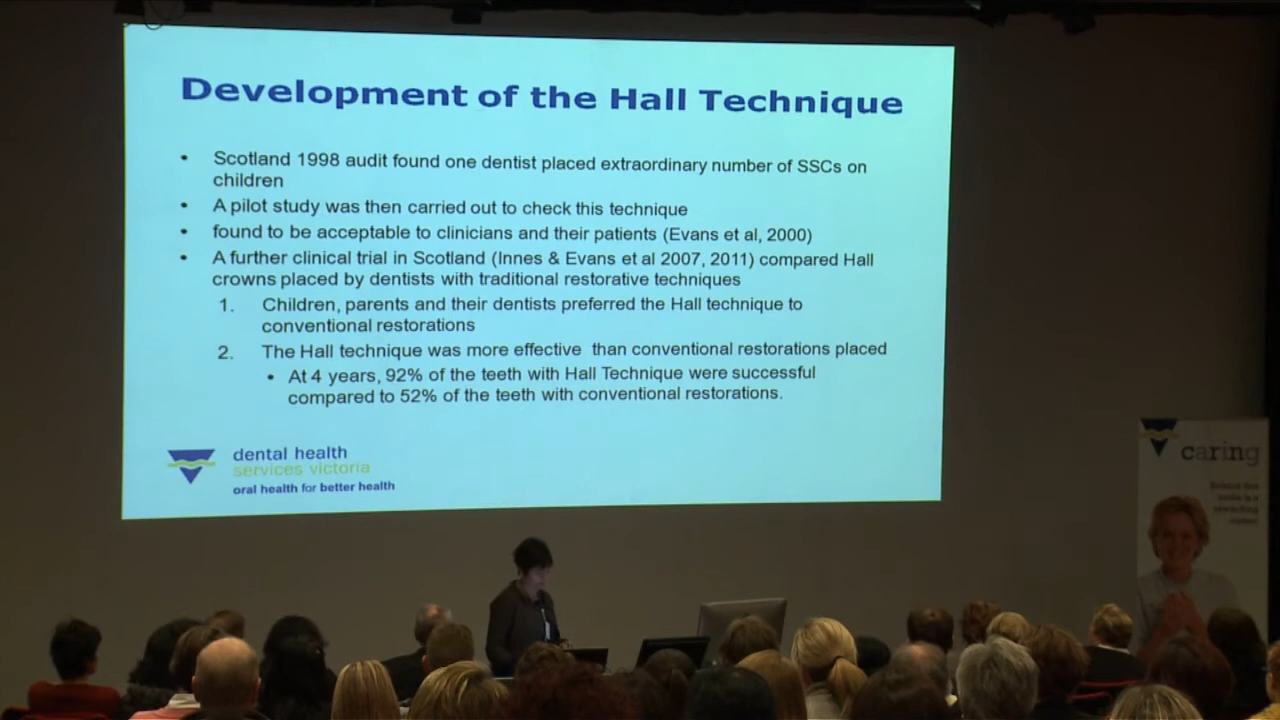 Development of the Hall Technique
• Scotland 1998 audit found one dentist placed extraordinary number of SSCs on
children
• A pilot study was then carried out to check this technique
• found to be acceptable to clinicians and their patients (Evans et al, 2000)
• A further clinical trial in Scotland (Innes & Evans et al 2007, 2011) compared Hall
crowns placed by dentists with traditional restorative techniques
1. Children, parents and their dentists preferred the Hall technique to
conventional restorations
2. The Hall technique was more effective than conventional restorations placed
• At 4 years, 92% of the teeth with Hall Technique were successful
compared to 52% of the teeth with conventional restorations.
dental health
services victoria
oral health for better health
caring